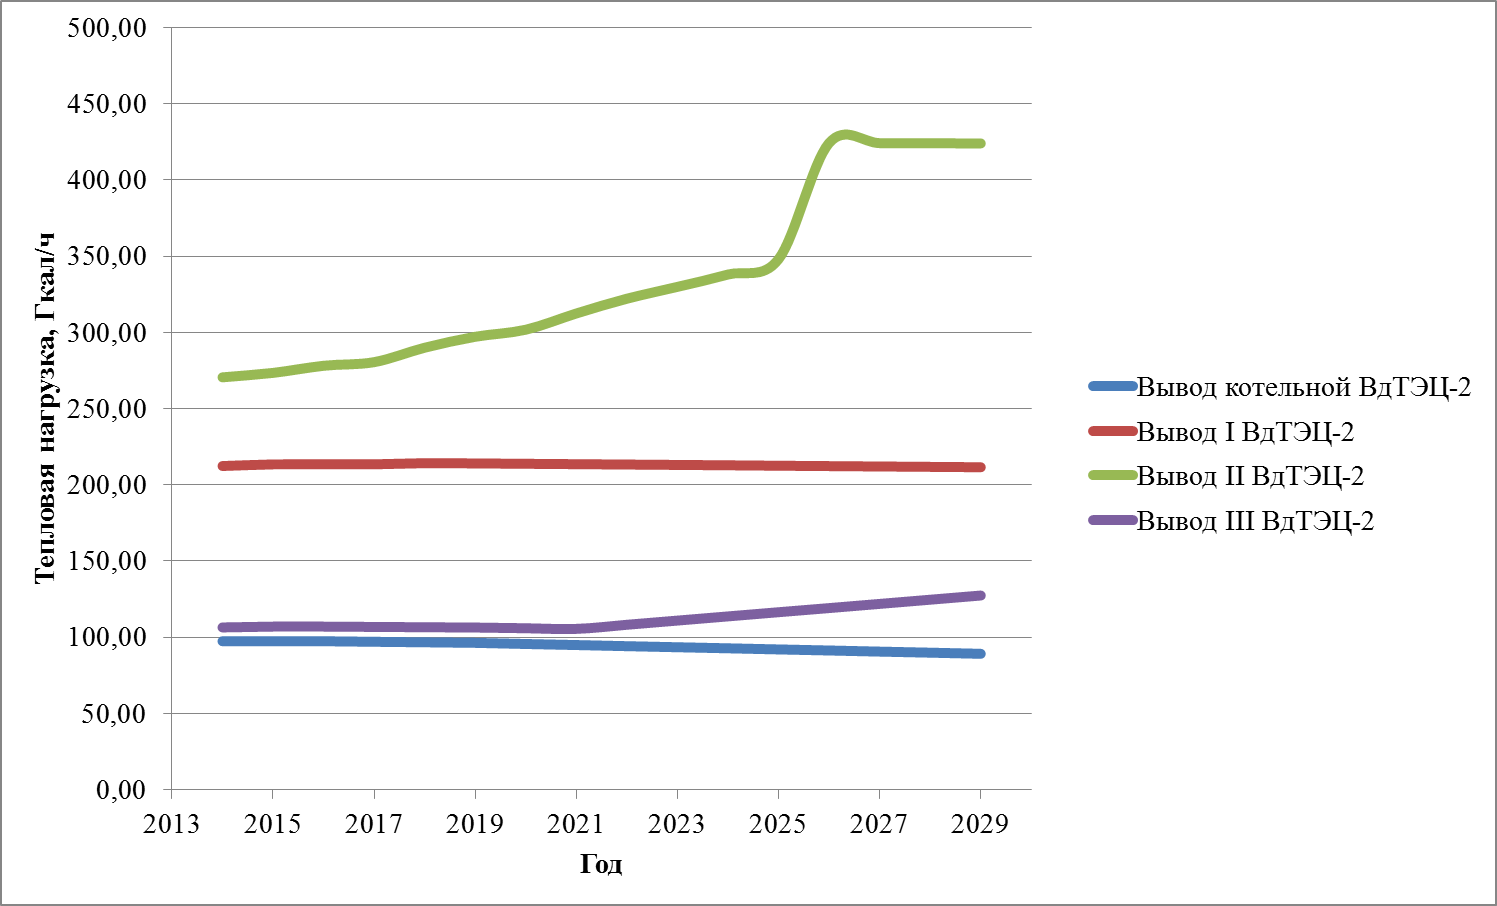 500,00
450,00
400,00
350,00
300,00
250,00
200,00
150,00
100,00
50,00
0,00
Тепловая нагрузка, Гкал/ч
2013 2015 2017 2019 2021 2023 2025 2027 2029
Год
Вывод котельной ВдТЭЦ-2
Вывод I ВдТЭЦ-2
Вывод II ВдТЭЦ-2
Вывод III ВдТЭЦ-2